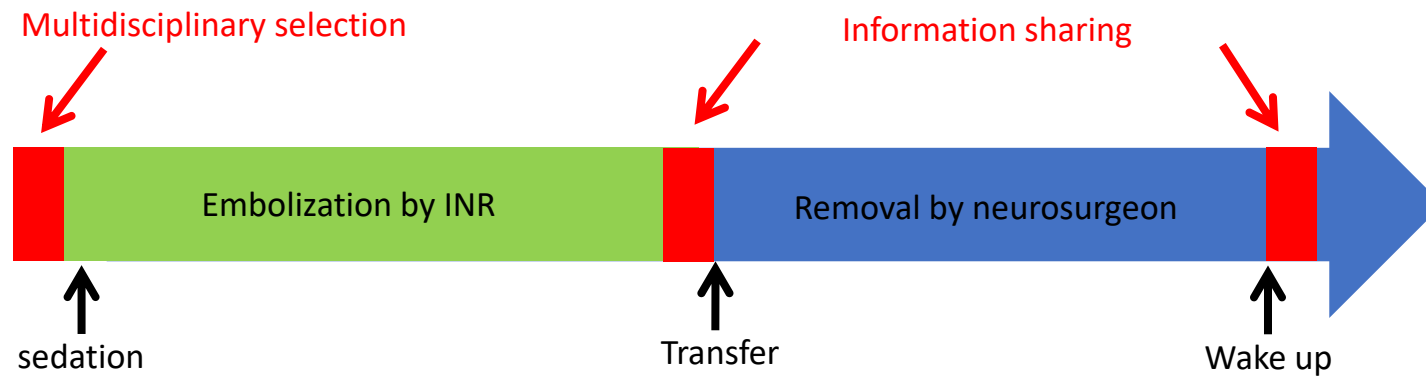 Multidisciplinary selection
Information sharing
Embolization by INR
Removal by neurosurgeon
sedation
Transfer
Wake up